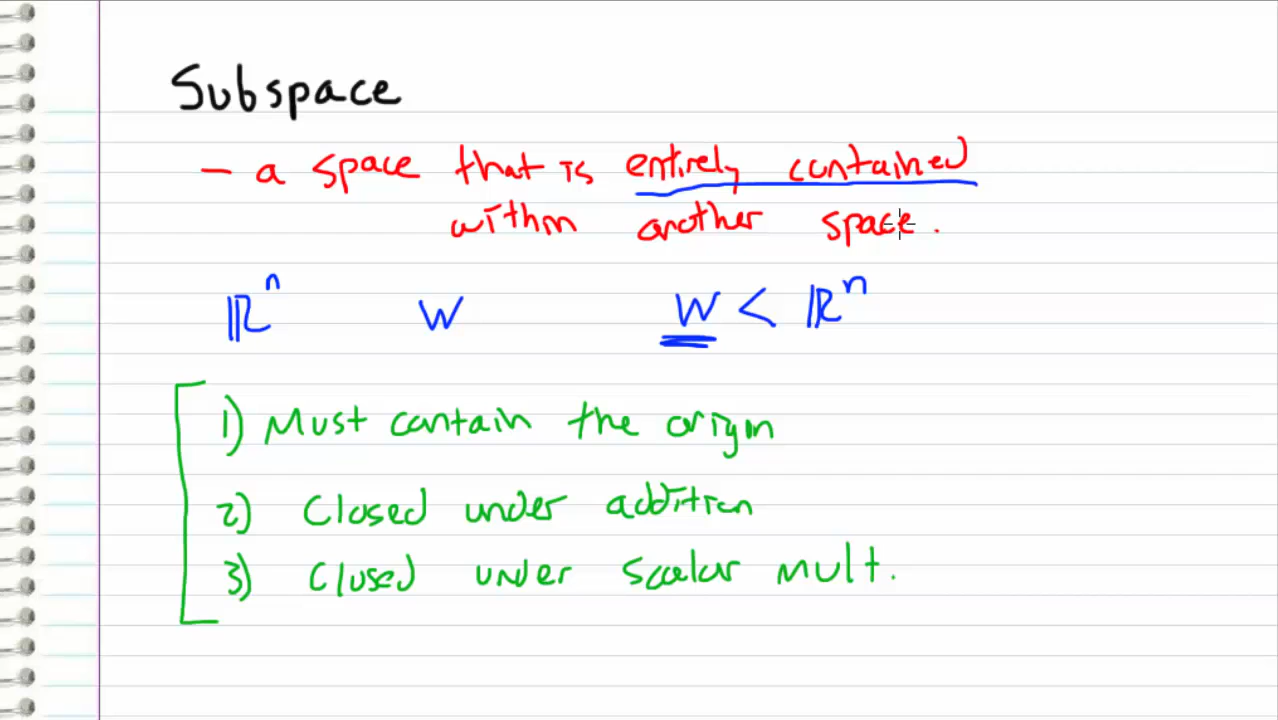 Subspace
– a space that is entirely contained
within another space.
ℝⁿ W W < ℝⁿ
1) Must contain the origin
2) Closed under addition
3) Closed under scalar mult.